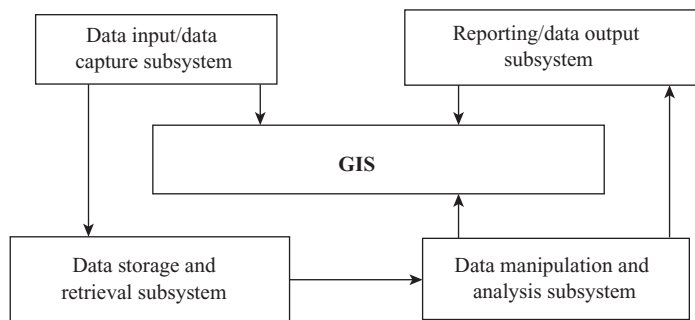 Data input/data
capture subsystem
Reporting/data output
subsystem
GIS
Data storage and
retrieval subsystem
Data manipulation and
analysis subsystem